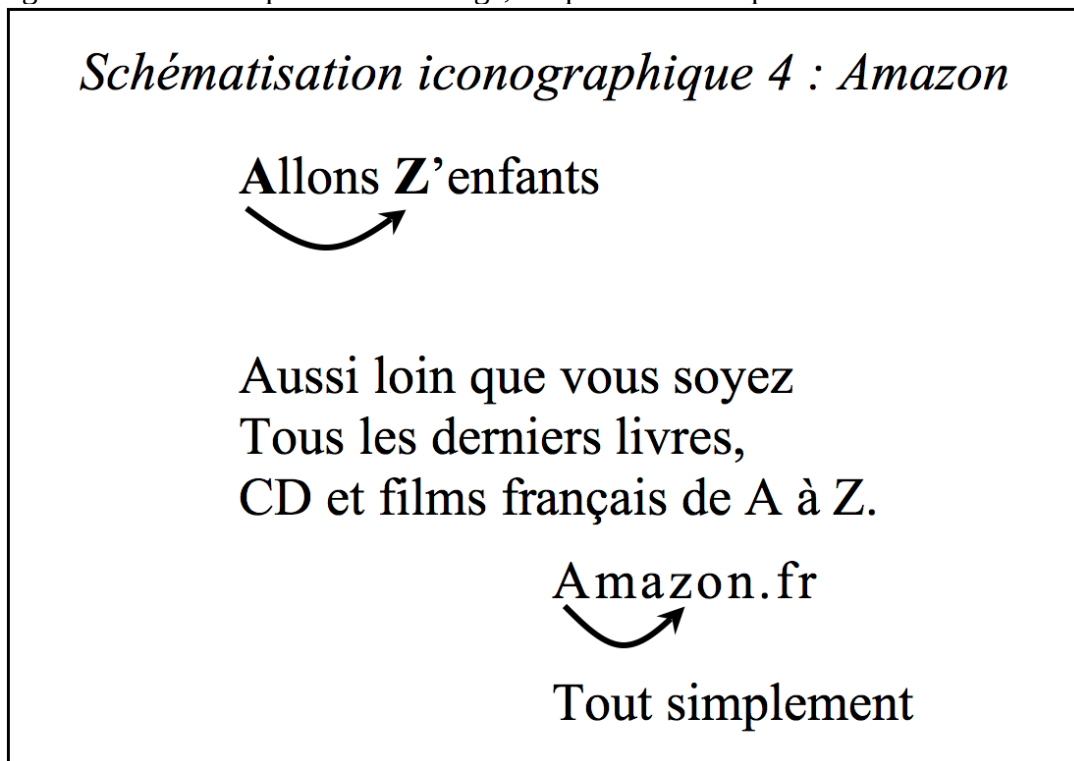 Schématisation iconographique 4 : Amazon
Allons Z’enfants
Aussi loin que vous soyez
Tous les derniers livres,
CD et films français de A à Z.
Amazon.fr
Tout simplement